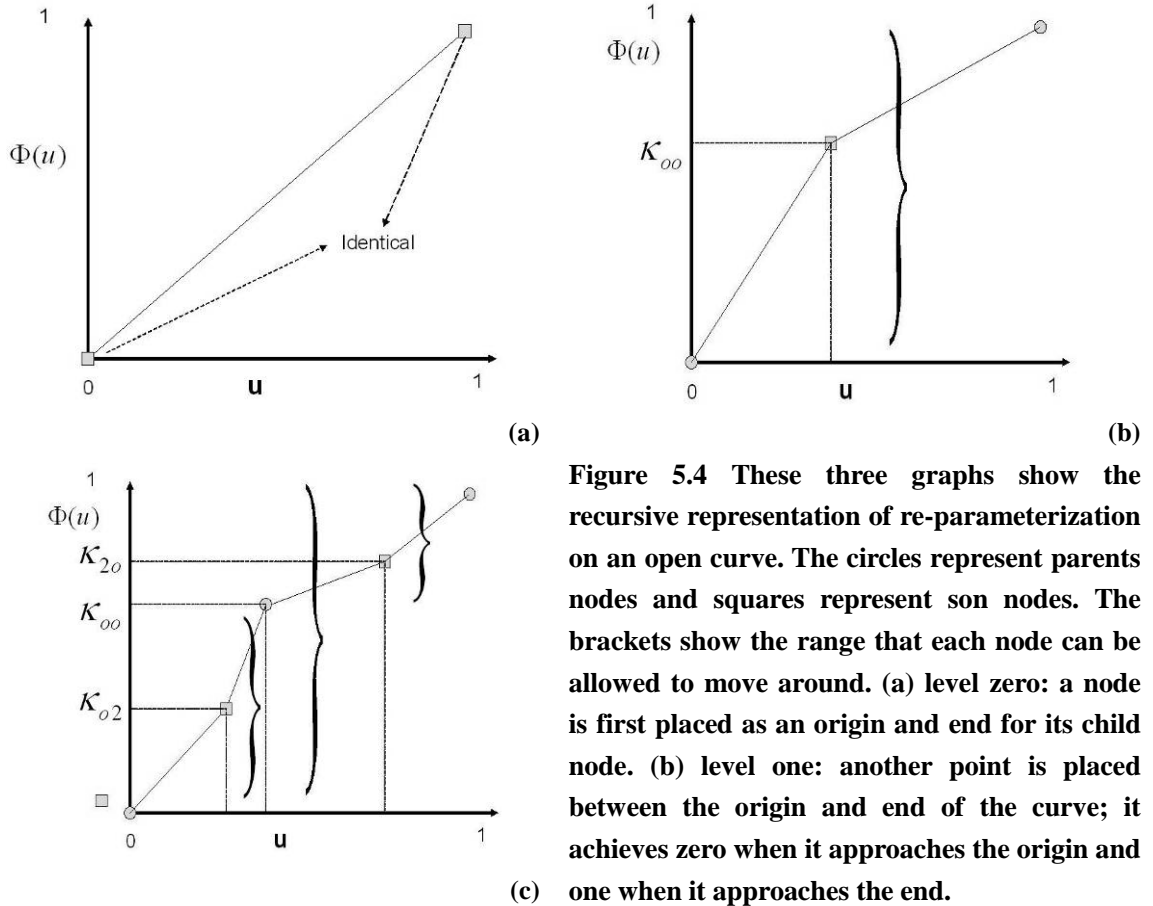 1
Φ(u)
Identical
0
u
1
(a)
1
Φ(u)
κoo
0
u
1
(b)
1
Φ(u)
κ2o
κoo
κo2
0
u
1
(c)
Figure 5.4 These three graphs show the
recursive representation of re-parameterization
on an open curve. The circles represent parents
nodes and squares represent son nodes. The
brackets show the range that each node can be
allowed to move around. (a) level zero: a node
is first placed as an origin and end for its child
node. (b) level one: another point is placed
between the origin and end of the curve; it
achieves zero when it approaches the origin and
one when it approaches the end.